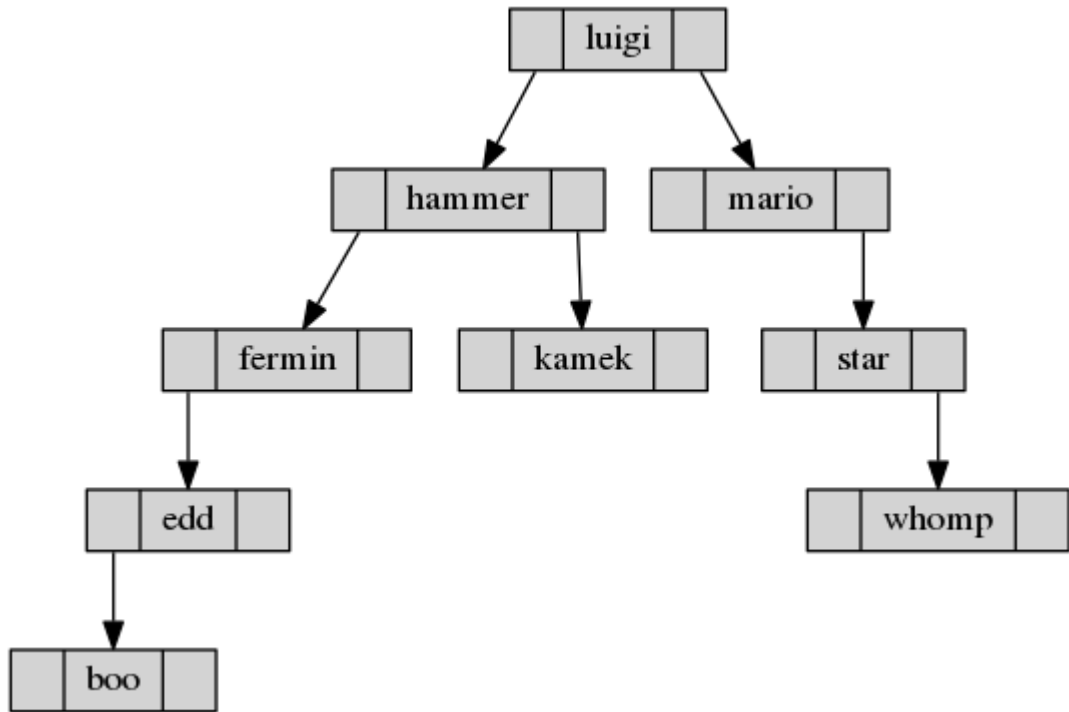 luigi
hammer
mario
fermin
kamek
star
edd
whomp
boo